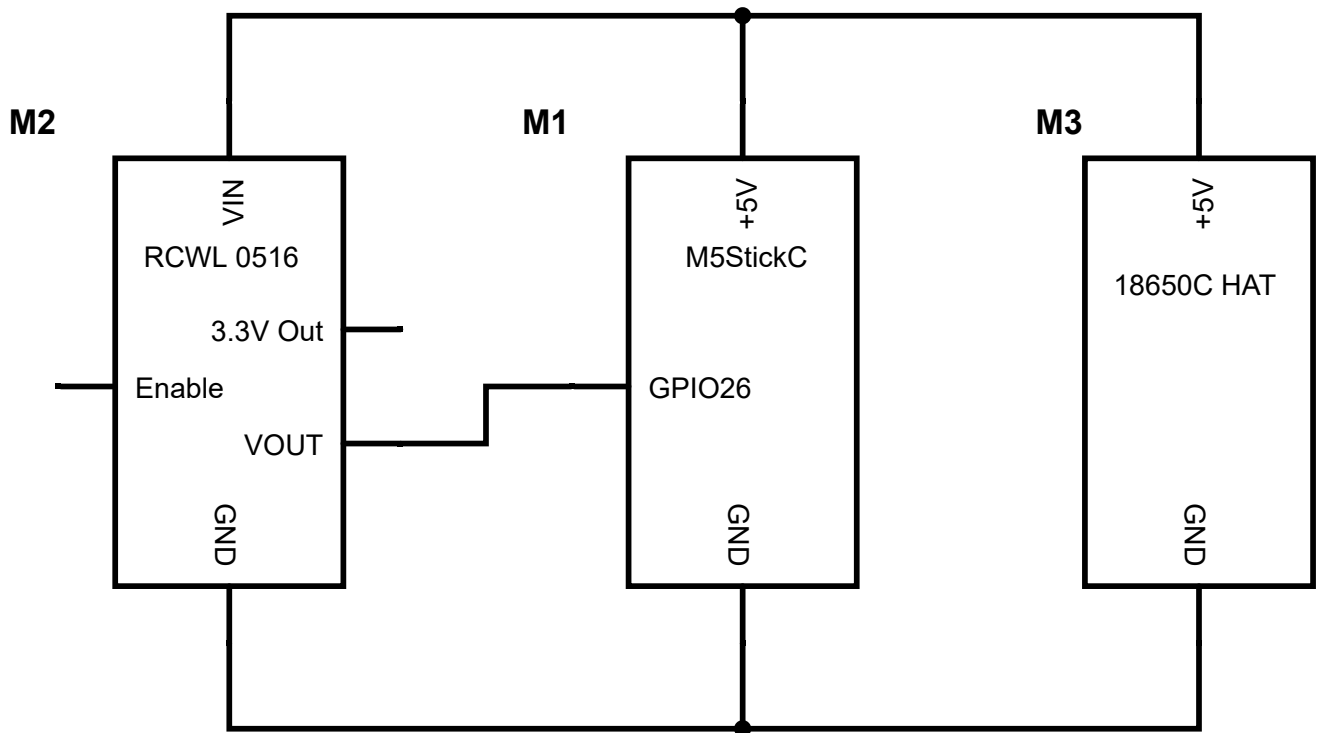 M2
M1
M3
VIN
RCWL 0516
3.3V Out
Enable
VOUT
GND
+5V
M5StickC
GPIO26
GND
+5V
18650C HAT
GND